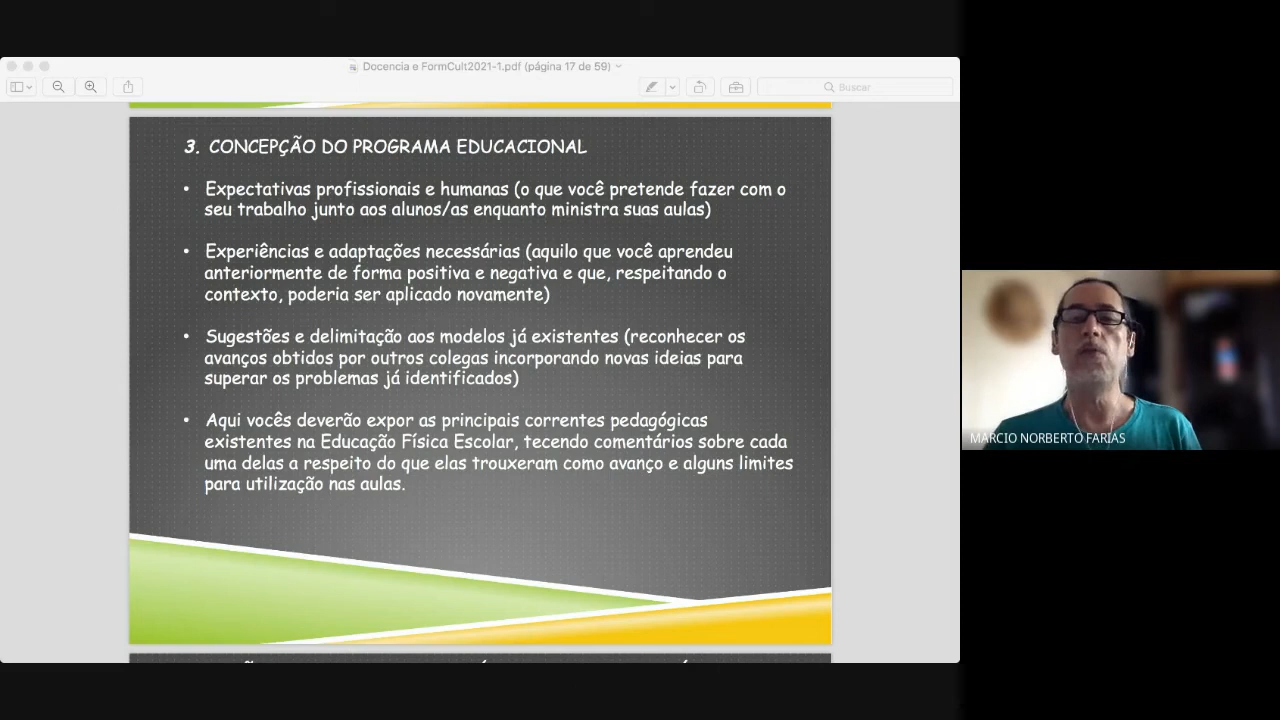 Docencia e FormCult2021-1.pdf (página 17 de 59)
Buscar
3. CONCEPÇÃO DO PROGRAMA EDUCACIONAL
• Expectativas profissionais e humanas (o que você pretende fazer com o
seu trabalho junto aos alunos/as enquanto ministra suas aulas)
• Experiências e adaptações necessárias (aquilo que você aprendeu
anteriormente de forma positiva e negativa e que, respeitando o
contexto, poderia ser aplicado novamente)
• Sugestões e delimitação aos modelos já existentes (reconhecer os
avanços obtidos por outros colegas incorporando novas ideias para
superar os problemas já identificados)
• Aqui vocês deverão expor as principais correntes pedagógicas
existentes na Educação Física Escolar, tecendo comentários sobre cada
uma delas a respeito do que elas trouxeram como avanço e alguns limites
para utilização nas aulas.
MARCIO NORBERTO FARIAS